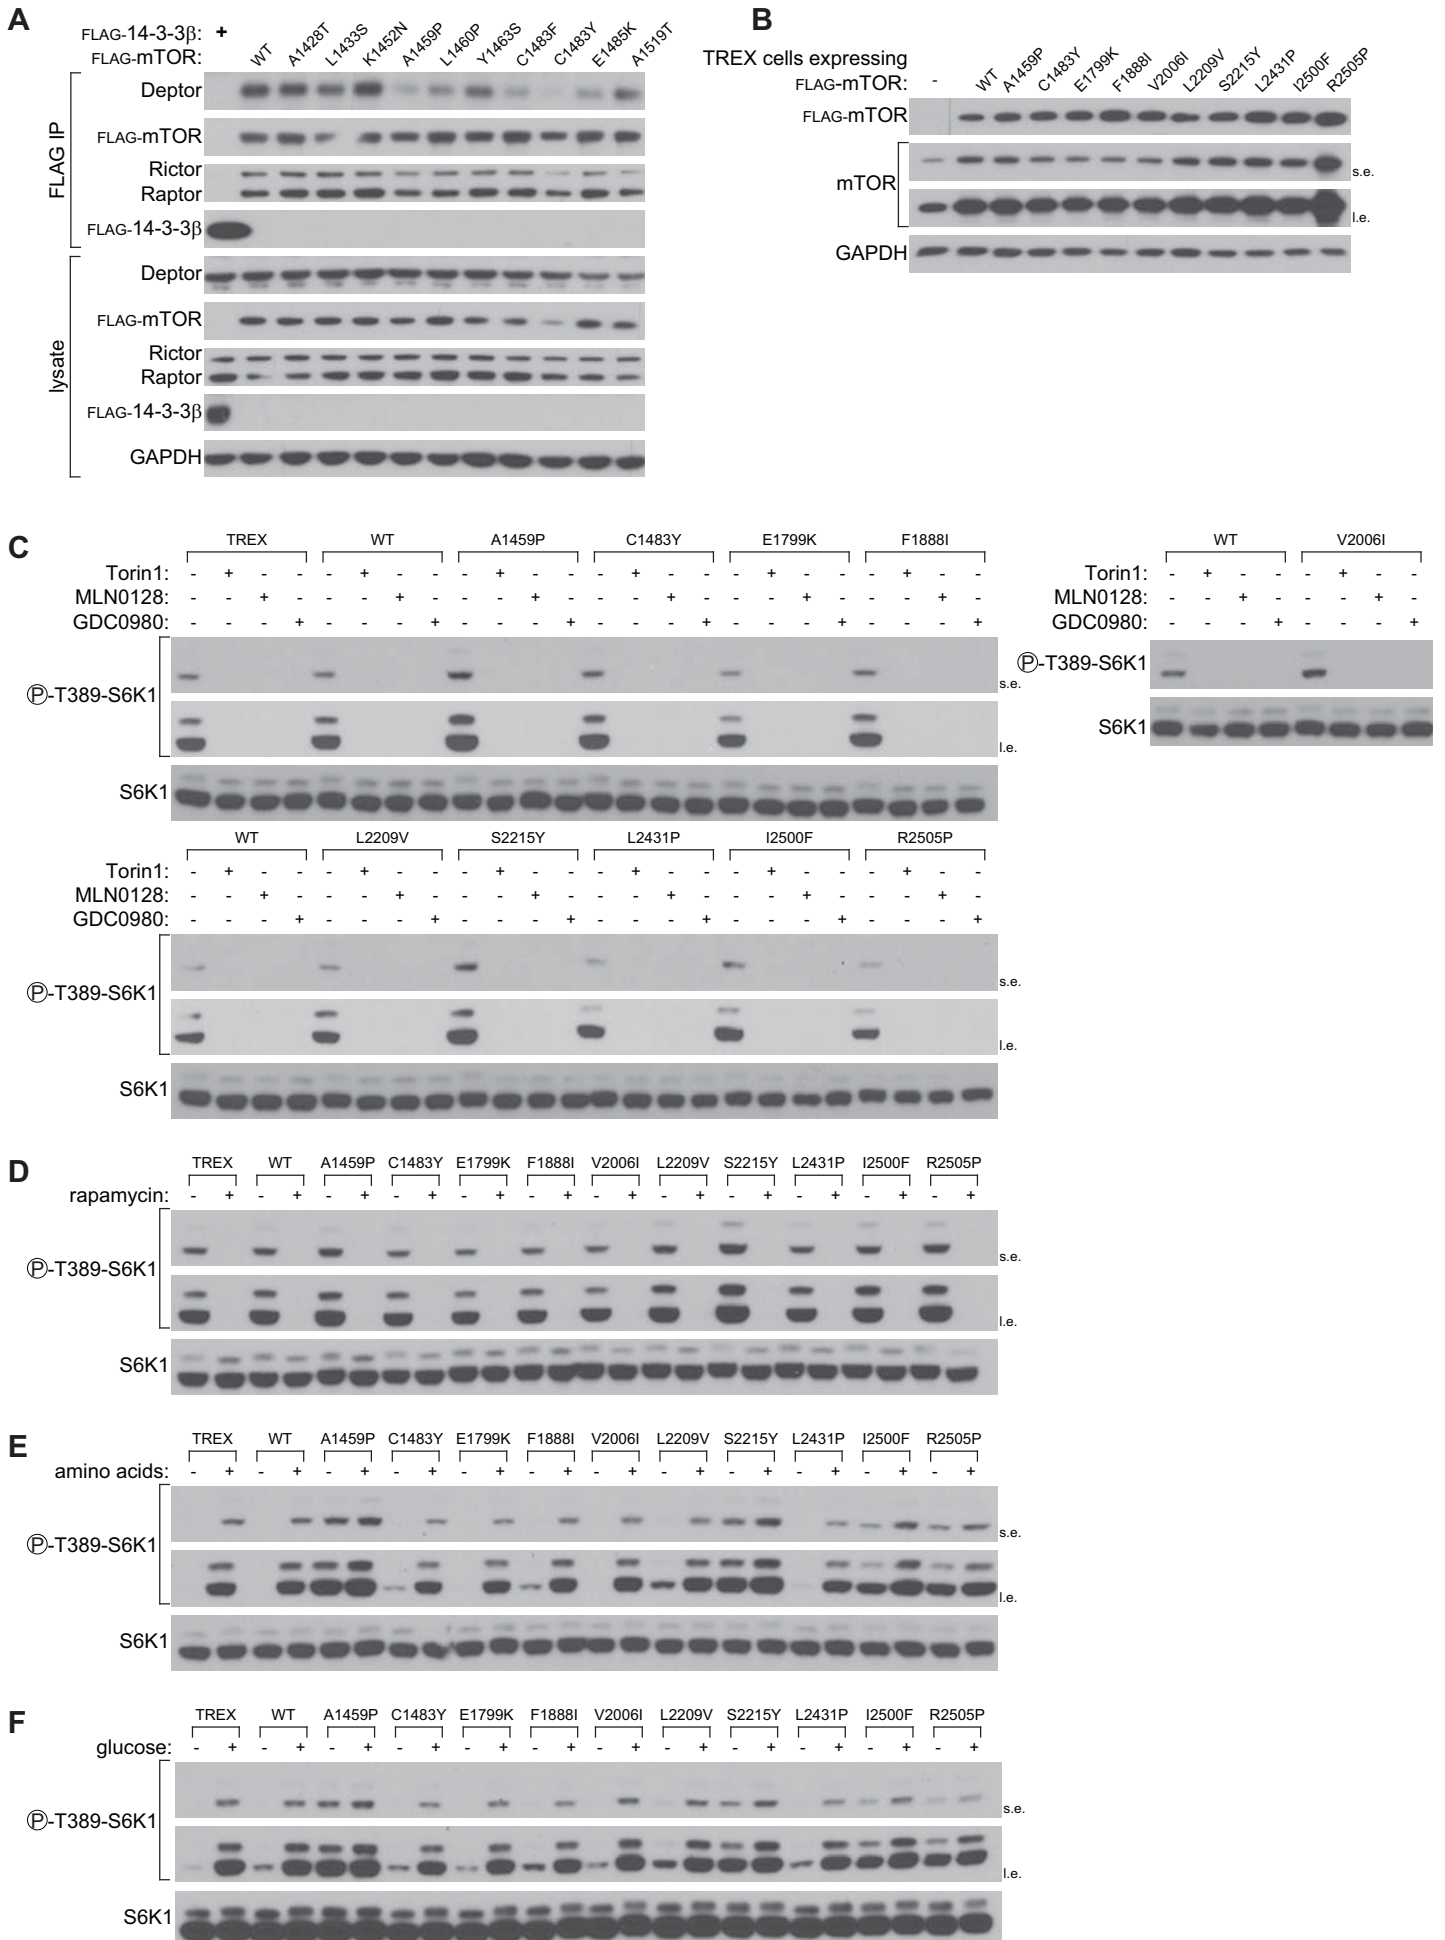 A
FLAG-14-3-3β: +
FLAG-mTOR: WT A1428T L1433S K1452N A1459P L1460P Y1463S C1483F C1483Y E1485K A1519T
FLAG IP
Deptor
FLAG-mTOR
Rictor
Raptor
FLAG-14-3-3β
lysate
Deptor
FLAG-mTOR
Rictor
Raptor
FLAG-14-3-3β
GAPDH
B
TREX cells expressing
FLAG-mTOR: - WT A1459P C1483Y E1799K F1888I V2006I L2209V S2215Y L2431P I2500F R2505P
FLAG-mTOR
mTOR
s.e.
l.e.
GAPDH
C
TREX WT A1459P C1483Y E1799K F1888I
Torin1: - + - - - + - - - + - - - + - - - + - - - + - -
MLN0128: - - + - - - + - - - + - - - + - - - + - - - + -
GDC0980: - - - + - - - + - - - + - - - + - - - + - - - +
Ⓟ-T389-S6K1
s.e.
l.e.
S6K1
WT V2006I
Torin1: - + - - - + - -
MLN0128: - - + - - - + -
GDC0980: - - - + - - - +
Ⓟ-T389-S6K1
S6K1
WT L2209V S2215Y L2431P I2500F R2505P
Torin1: - + - - - + - - - + - - - + - - - + - - - + - -
MLN0128: - - + - - - + - - - + - - - + - - - + - - - + -
GDC0980: - - - + - - - + - - - + - - - + - - - + - - - +
Ⓟ-T389-S6K1
s.e.
l.e.
S6K1
D
TREX WT A1459P C1483Y E1799K F1888I V2006I L2209V S2215Y L2431P I2500F R2505P
rapamycin: - + - + - + - + - + - + - + - + - + - + - + - +
Ⓟ-T389-S6K1
s.e.
l.e.
S6K1
E
TREX WT A1459P C1483Y E1799K F1888I V2006I L2209V S2215Y L2431P I2500F R2505P
amino acids: - + - + - + - + - + - + - + - + - + - + - + - +
Ⓟ-T389-S6K1
s.e.
l.e.
S6K1
F
TREX WT A1459P C1483Y E1799K F1888I V2006I L2209V S2215Y L2431P I2500F R2505P
glucose: - + - + - + - + - + - + - + - + - + - + - + - +
Ⓟ-T389-S6K1
s.e.
l.e.
S6K1